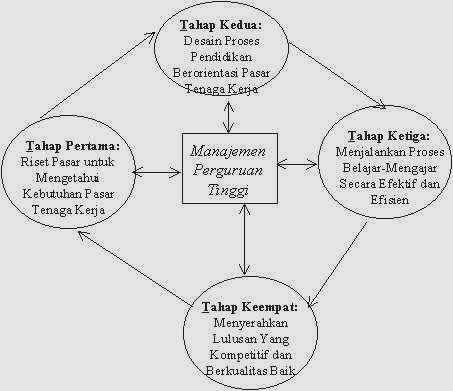 Tahap Kedua:
Desain Proses
Pendidikan
Berorientasi Pasar
Tenaga Kerja
Tahap Pertama:
Riset Pasar untuk
Mengetahui
Kebutuhan Pasar
Tenaga Kerja
Manajemen
Perguruan
Tinggi
Tahap Ketiga:
Menjalankan Proses
Belajar-Mengajar
Secara Efektif dan
Efisien
Tahap Keempat:
Menyerahkan
Lulusan Yang
Kompetitif dan
Berkualitas Baik